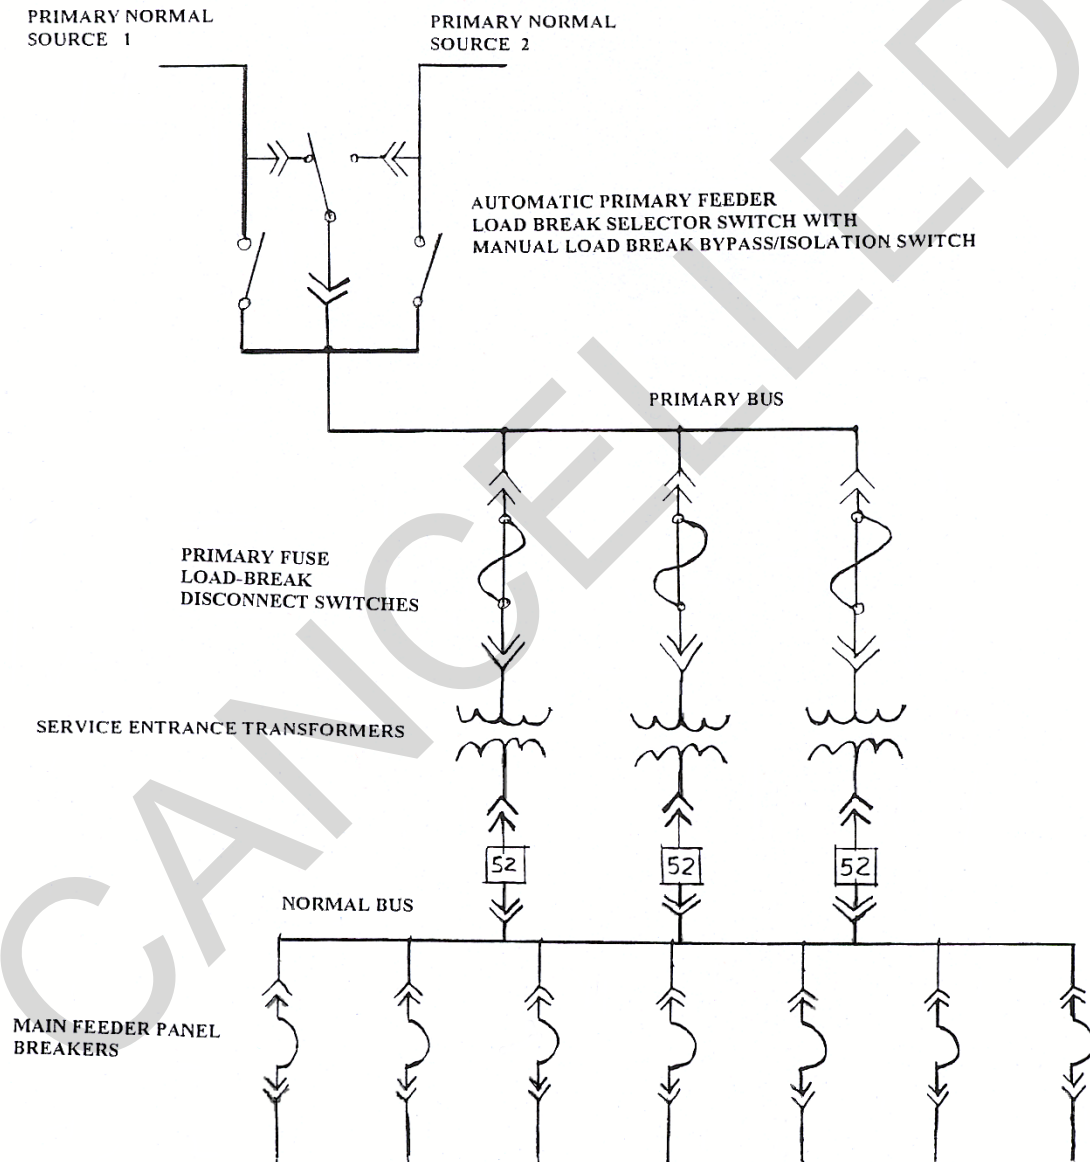 PRIMARY NORMAL
SOURCE 1
PRIMARY NORMAL
SOURCE 2
AUTOMATIC PRIMARY FEEDER
LOAD BREAK SELECTOR SWITCH WITH
MANUAL LOAD BREAK BYPASS/ISOLATION SWITCH
PRIMARY BUS
PRIMARY FUSE
LOAD-BREAK
DISCONNECT SWITCHES
SERVICE ENTRANCE TRANSFORMERS
52
52
52
NORMAL BUS
MAIN FEEDER PANEL
BREAKERS
CANCELLED